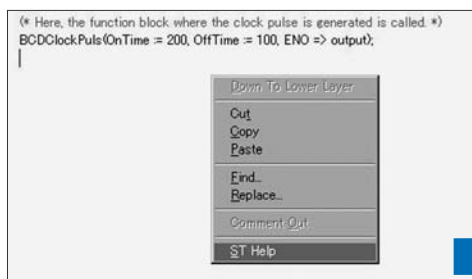 (* Here, the function block where the clock pulse is generated is called. *)
BCDClockPuls(OnTime := 200, OffTime := 100, ENO => output);
Down To Lower Layer
Cut
Copy
Paste
Find...
Replace...
Comment Out
ST Help